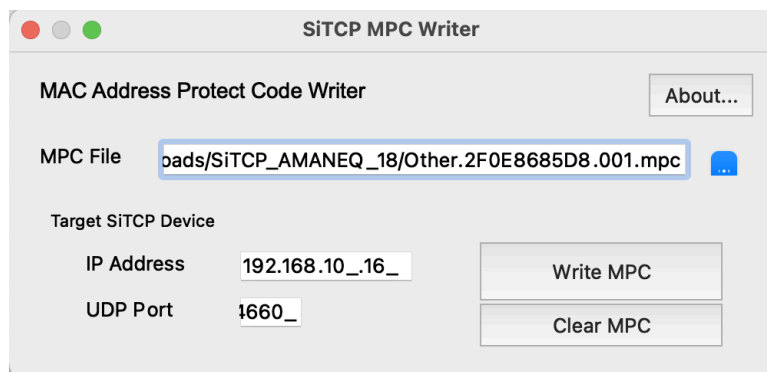 SiTCP MPC Writer
MAC Address Protect Code Writer
About...
MPC File
oads/SiTCP_AMANEQ_18/Other.2F0E8685D8.001.mpc
Target SiTCP Device
IP Address
192.168.10_.16_
Write MPC
UDP Port
4660_
Clear MPC